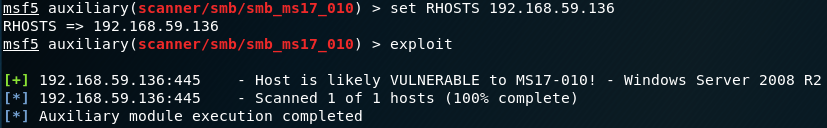 msf5 auxiliary(scanner/smb/smb_ms17_010) > set RHOSTS 192.168.59.136
RHOSTS => 192.168.59.136
msf5 auxiliary(scanner/smb/smb_ms17_010) > exploit
[+] 192.168.59.136:445    - Host is likely VULNERABLE to MS17-010! - Windows Server 2008 R2
[*] 192.168.59.136:445    - Scanned 1 of 1 hosts (100% complete)
[*] Auxiliary module execution completed